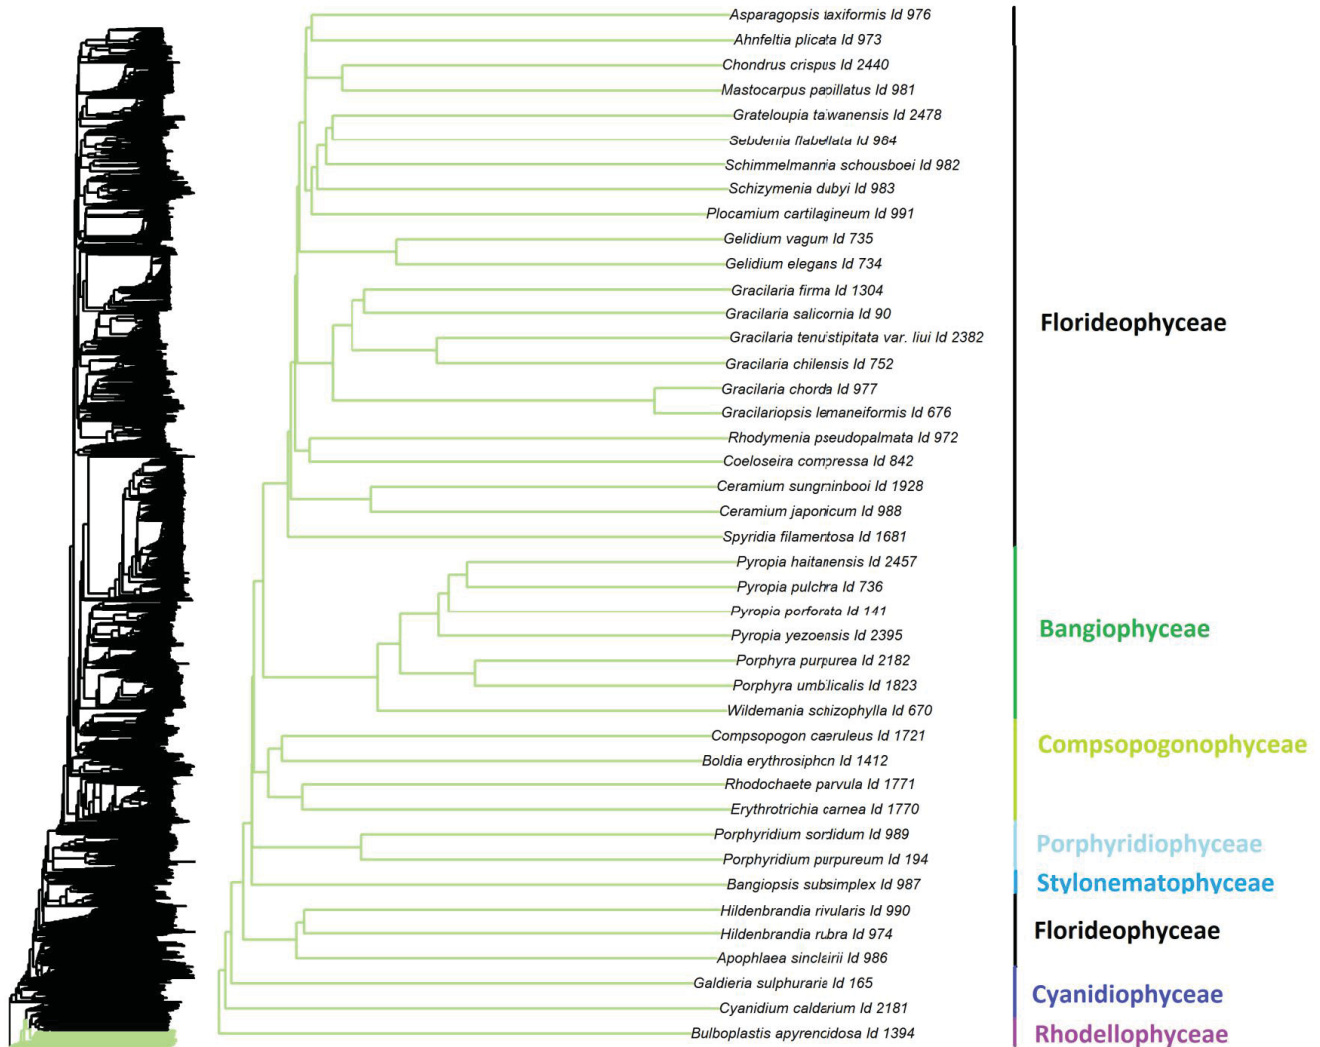 Asparagopsis taxiformis Id 976
Ahnfeltia plicata Id 973
Chondrus crispus Id 2440
Mastocarpus papillatus Id 981
Grateloupia taiwanensis Id 2478
Sebdenia flabellata Id 984
Schimmelmannia schousboei Id 982
Schizymenia dubyi Id 983
Plocamium cartilagineum Id 991
Gelidium vagum Id 735
Gelidium elegans Id 734
Gracilaria firma Id 1304
Gracilaria salicornia Id 90
Florideophyceae
Gracilaria tenuistipitata var. liui Id 2382
Gracilaria chilensis Id 752
Gracilaria chorda Id 977
Gracilariopsis lemaneiformis Id 676
Rhodymenia pseudopalmata Id 972
Coeloseira compressa Id 842
Ceramium sungminbooi Id 1928
Ceramium japonicum Id 988
Spyridia filamentosa Id 1681
Pyropia haitanensis Id 2457
Pyropia pulchra Id 736
Pyropia perforata Id 141
Bangiophyceae
Pyropia yezoensis Id 2395
Porphyra purpurea Id 2182
Porphyra umbilicalis Id 1823
Wildemania schizophylla Id 670
Compsopogon caeruleus Id 1721
Compsopogonophyceae
Boldia erythrosiphon Id 1412
Rhodochaete parvula Id 1771
Erythrotrichia carnea Id 1770
Porphyridium sordidum Id 989
Porphyridiophyceae
Porphyridium purpureum Id 194
Bangiopsis subsimplex Id 987
Stylonematophyceae
Hildenbrandia rivularis Id 990
Florideophyceae
Hildenbrandia rubra Id 974
Apophlaea sinclairii Id 986
Galdieria sulphuraria Id 165
Cyanidiophyceae
Cyanidium caldarium Id 2181
Bulboplastis apyrenoidosa Id 1394
Rhodellophyceae